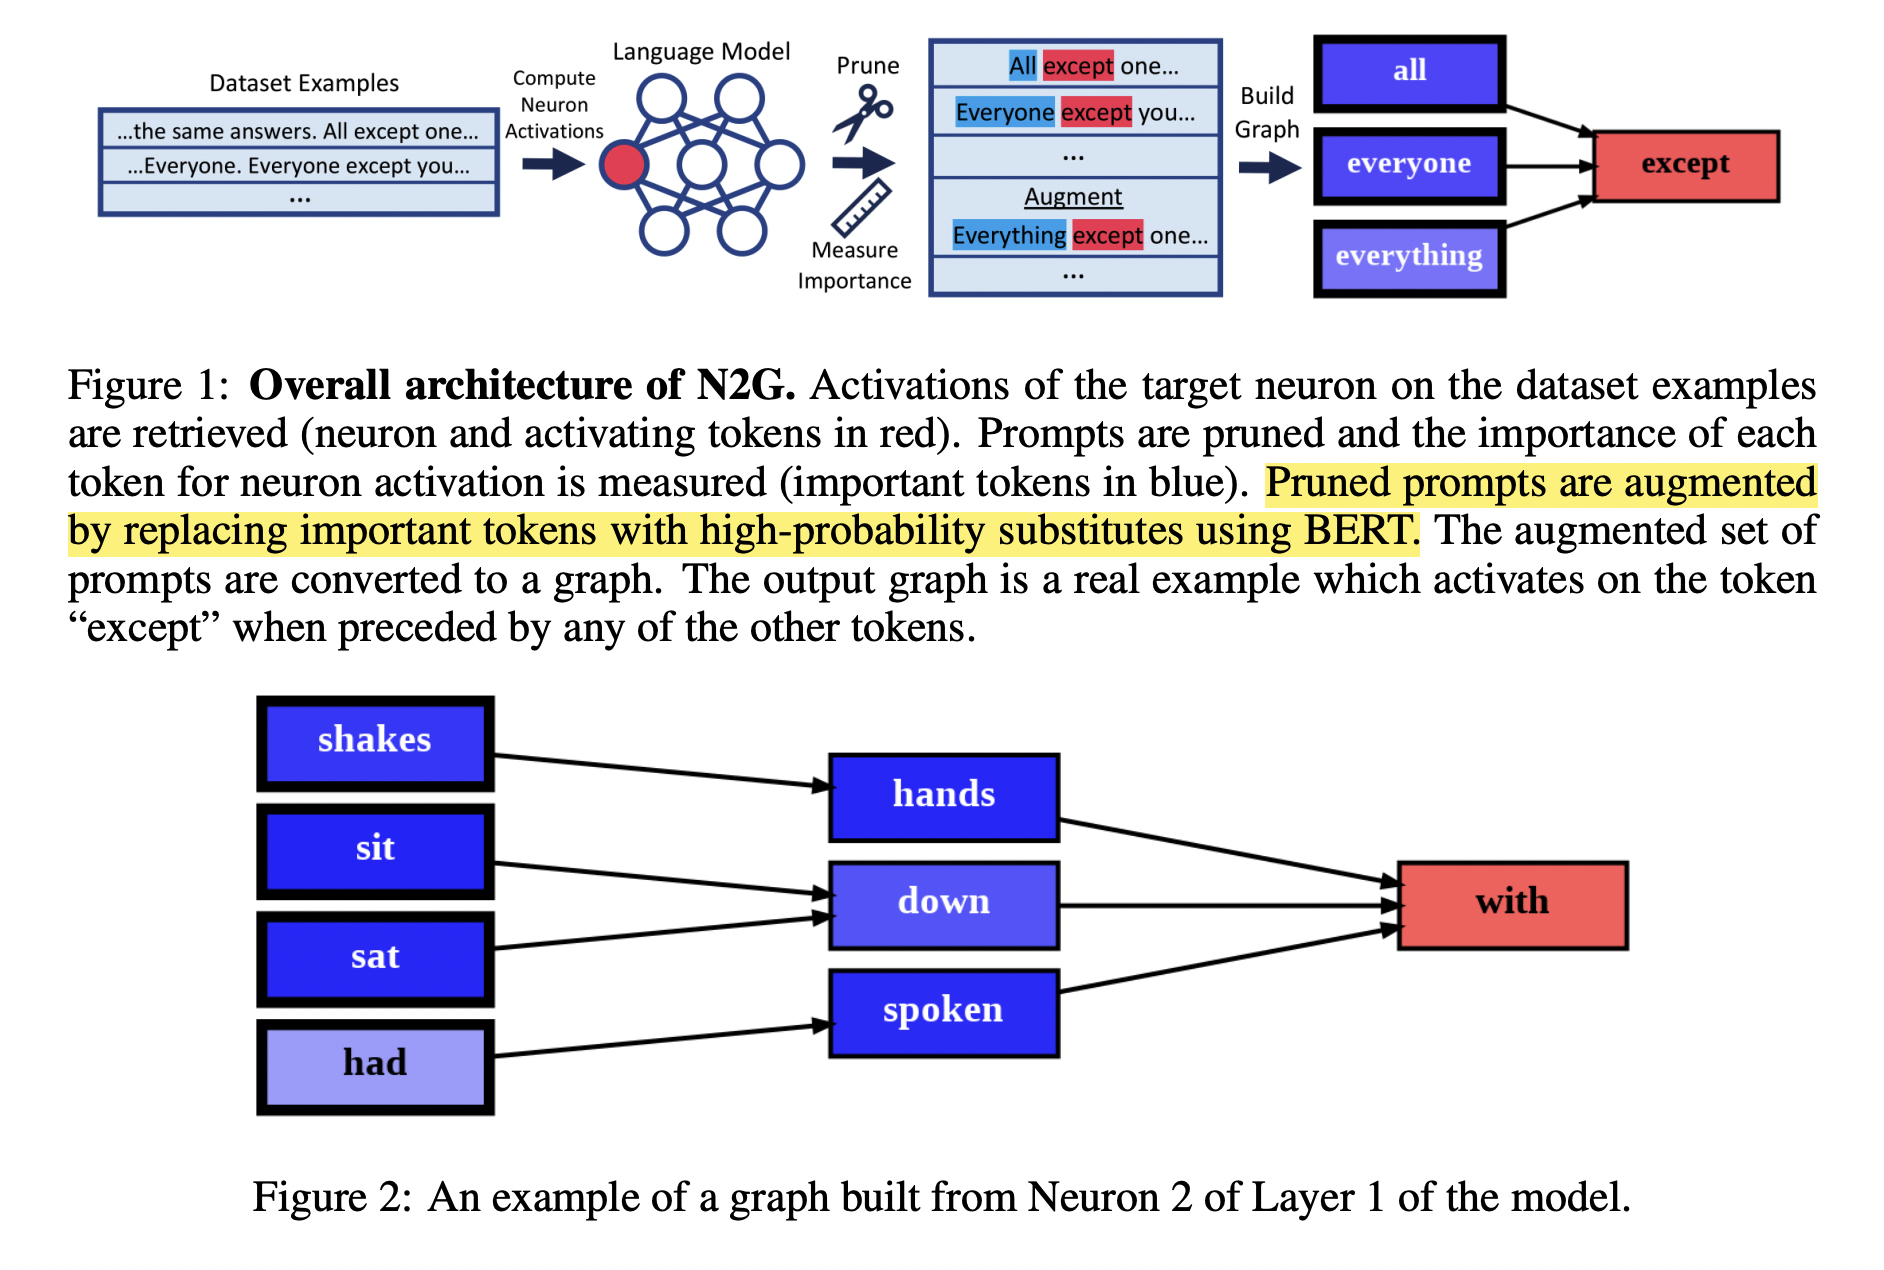 Dataset Examples
...the same answers. All except one...
...Everyone. Everyone except you...
...
Compute
Neuron
Activations
Language Model
Prune
Measure
Importance
All except one...
Everyone except you...
...
Augment
Everything except one...
...
Build
Graph
all
everyone
everything
except
Figure 1: Overall architecture of N2G. Activations of the target neuron on the dataset examples
are retrieved (neuron and activating tokens in red). Prompts are pruned and the importance of each
token for neuron activation is measured (important tokens in blue). Pruned prompts are augmented
by replacing important tokens with high-probability substitutes using BERT. The augmented set of
prompts are converted to a graph. The output graph is a real example which activates on the token
“except” when preceded by any of the other tokens.
shakes
sit
sat
had
hands
down
spoken
with
Figure 2: An example of a graph built from Neuron 2 of Layer 1 of the model.